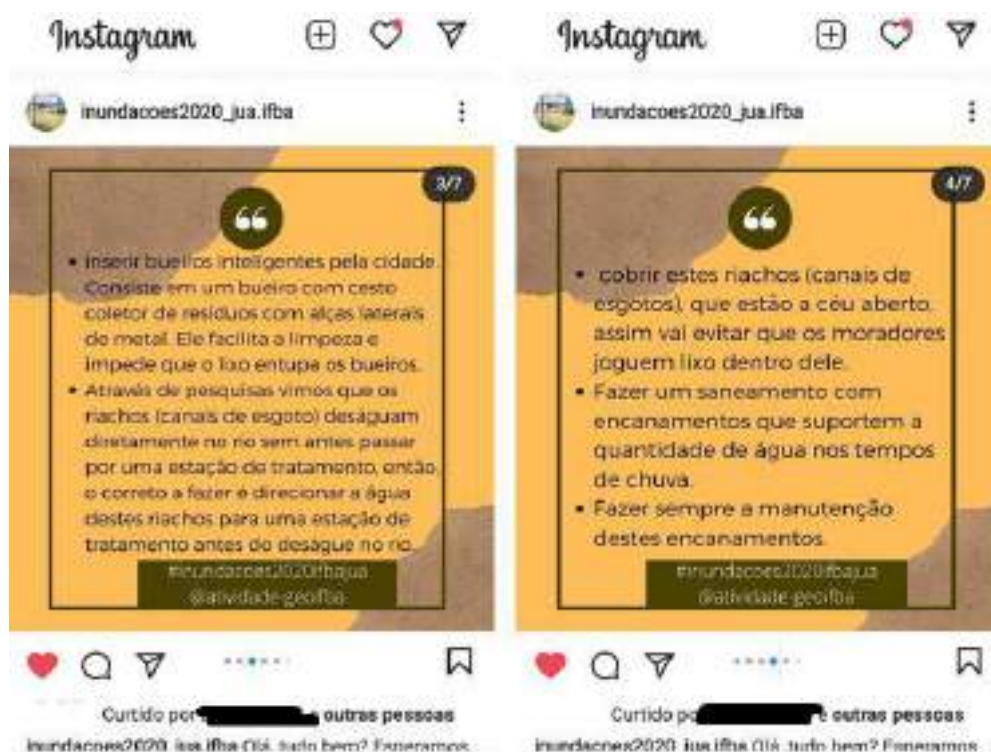 Instagram
inundacoes2020_jua.ifba
3/7
• inserir bueiros inteligentes pela cidade.
Consiste em um bueiro com cesto
coletor de resíduos com alças laterais
de metal. Ele facilita a limpeza e
impede que o lixo entupa os bueiros.
• Através de pesquisas vimos que os
riachos (canais de esgoto) deságuam
diretamente no rio sem antes passar
por uma estação de tratamento, então
o correto a fazer é direcionar a água
destes riachos para uma estação de
tratamento antes do deságue no rio.
#inundacoes2020ifbajua
@atividade-geoifba
Curtido por e outras pessoas
inundacoes2020_jua.ifba Olá, tudo bem? Esperamos
Instagram
inundacoes2020_jua.ifba
4/7
• cobrir estes riachos (canais de
esgotos), que estão a céu aberto,
assim vai evitar que os moradores
joguem lixo dentro dele.
• Fazer um saneamento com
encanamentos que suportem a
quantidade de água nos tempos
de chuva.
• Fazer sempre a manutenção
destes encanamentos.
#inundacoes2020ifbajua
@atividade-geoifba
Curtido po e outras pessoas
inundacoes2020_jua.ifba Olá, tudo bem? Esperamos